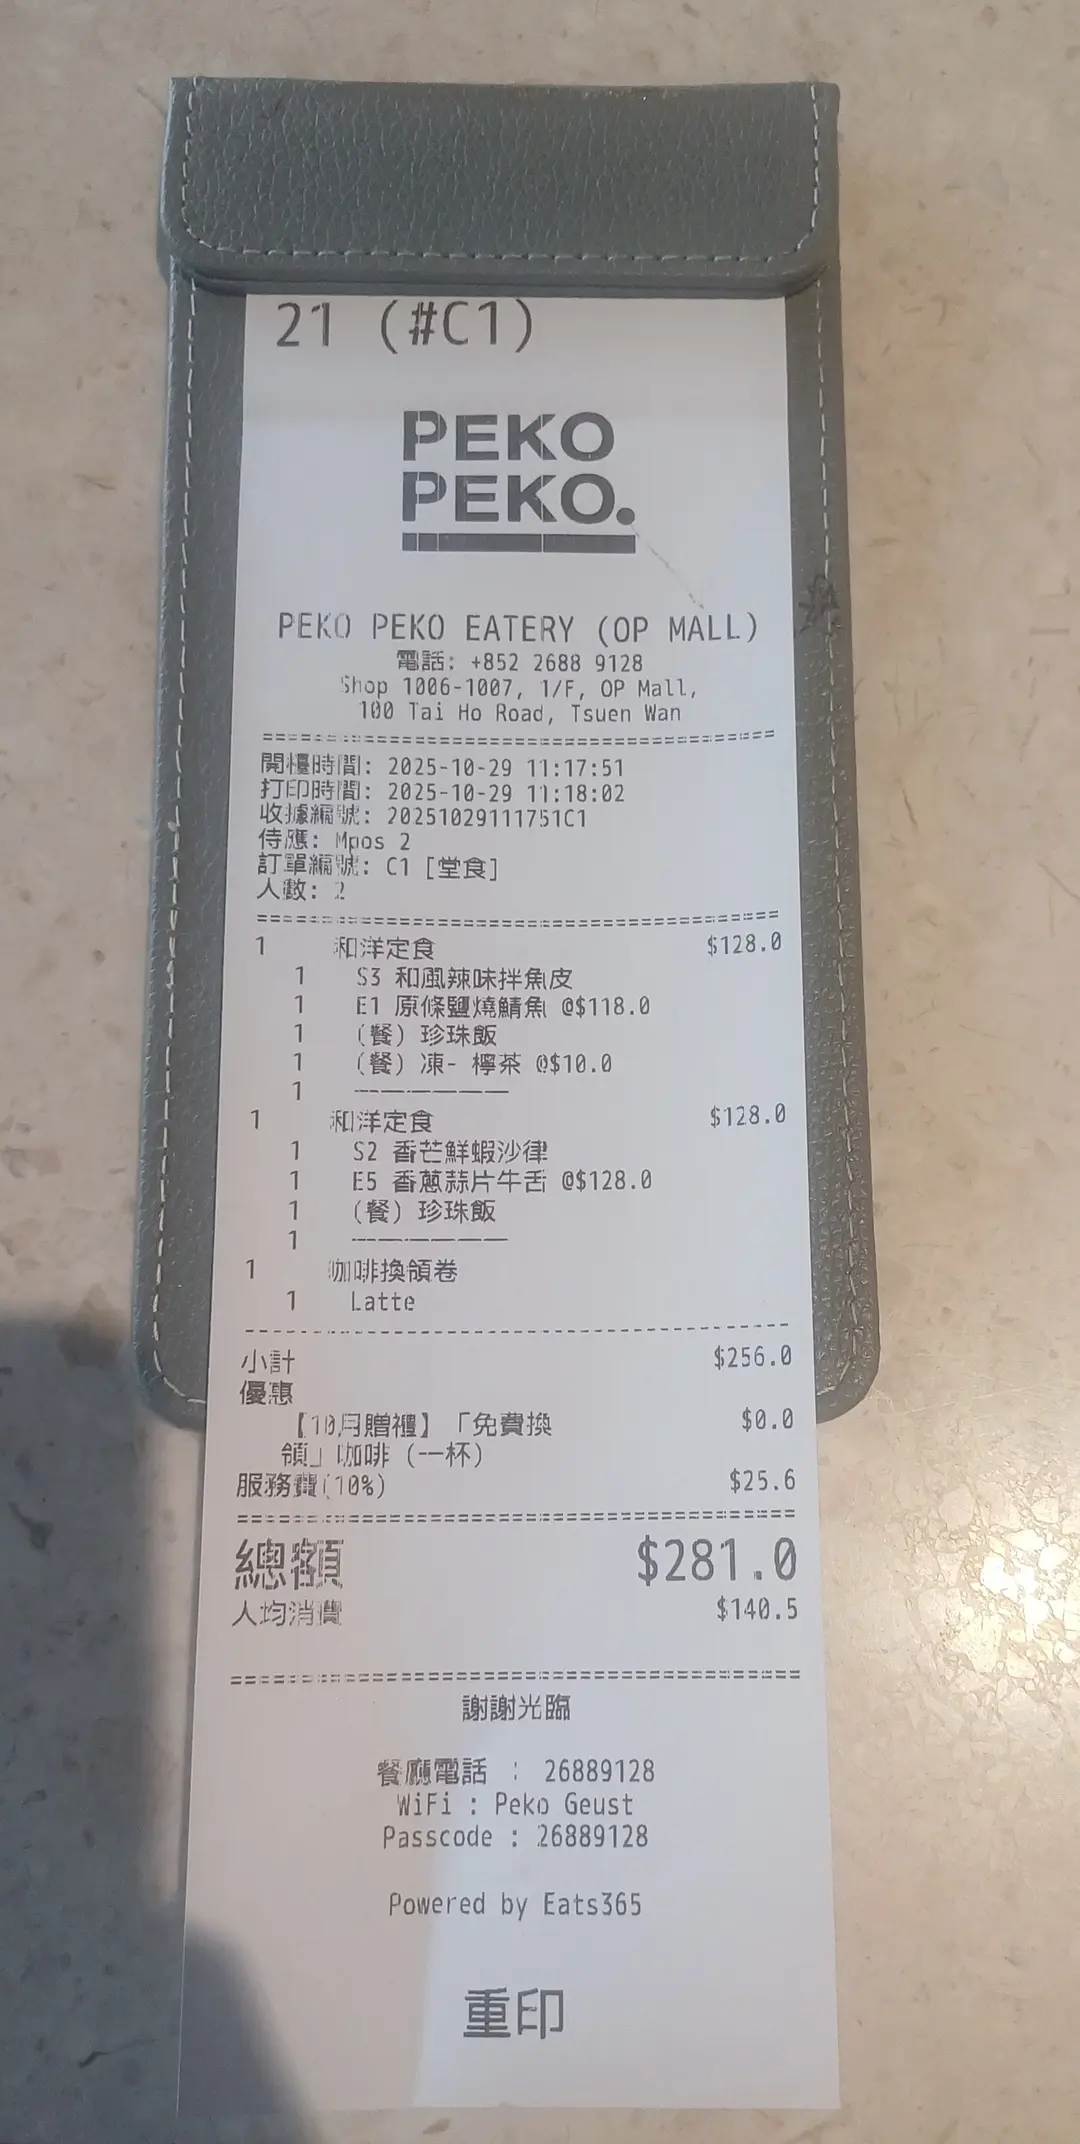 21 (#C1)
PEKO
PEKO.
PEKO PEKO EATERY (OP MALL)
電話: +852 2688 9128
Shop 1006-1007, 1/F, OP Mall,
100 Tai Ho Road, Tsuen Wan
開檯時間: 2025-10-29 11:17:51
打印時間: 2025-10-29 11:18:02
收據編號: 20251029111751C1
侍應: Mpos 2
訂單編號: C1 [堂食]
人數: 2
1 和洋定食 $128.0
1 S3 和風辣味拌魚皮
1 E1 原條鹽燒鯖魚 @$118.0
1 (餐) 珍珠飯
1 (餐) 凍- 檸茶 @$10.0
1 ——————
1 和洋定食 $128.0
1 S2 香芒鮮蝦沙律
1 E5 香蔥蒜片牛舌 @$128.0
1 (餐) 珍珠飯
1 ——————
1 咖啡換領卷
1 Latte
小計 $256.0
優惠
【10月贈禮】「免費換 $0.0
領」咖啡 (一杯)
服務費(10%) $25.6
總額 $281.0
人均消費 $140.5
謝謝光臨
餐廳電話 : 26889128
WiFi : Peko Geust
Passcode : 26889128
Powered by Eats365
重印